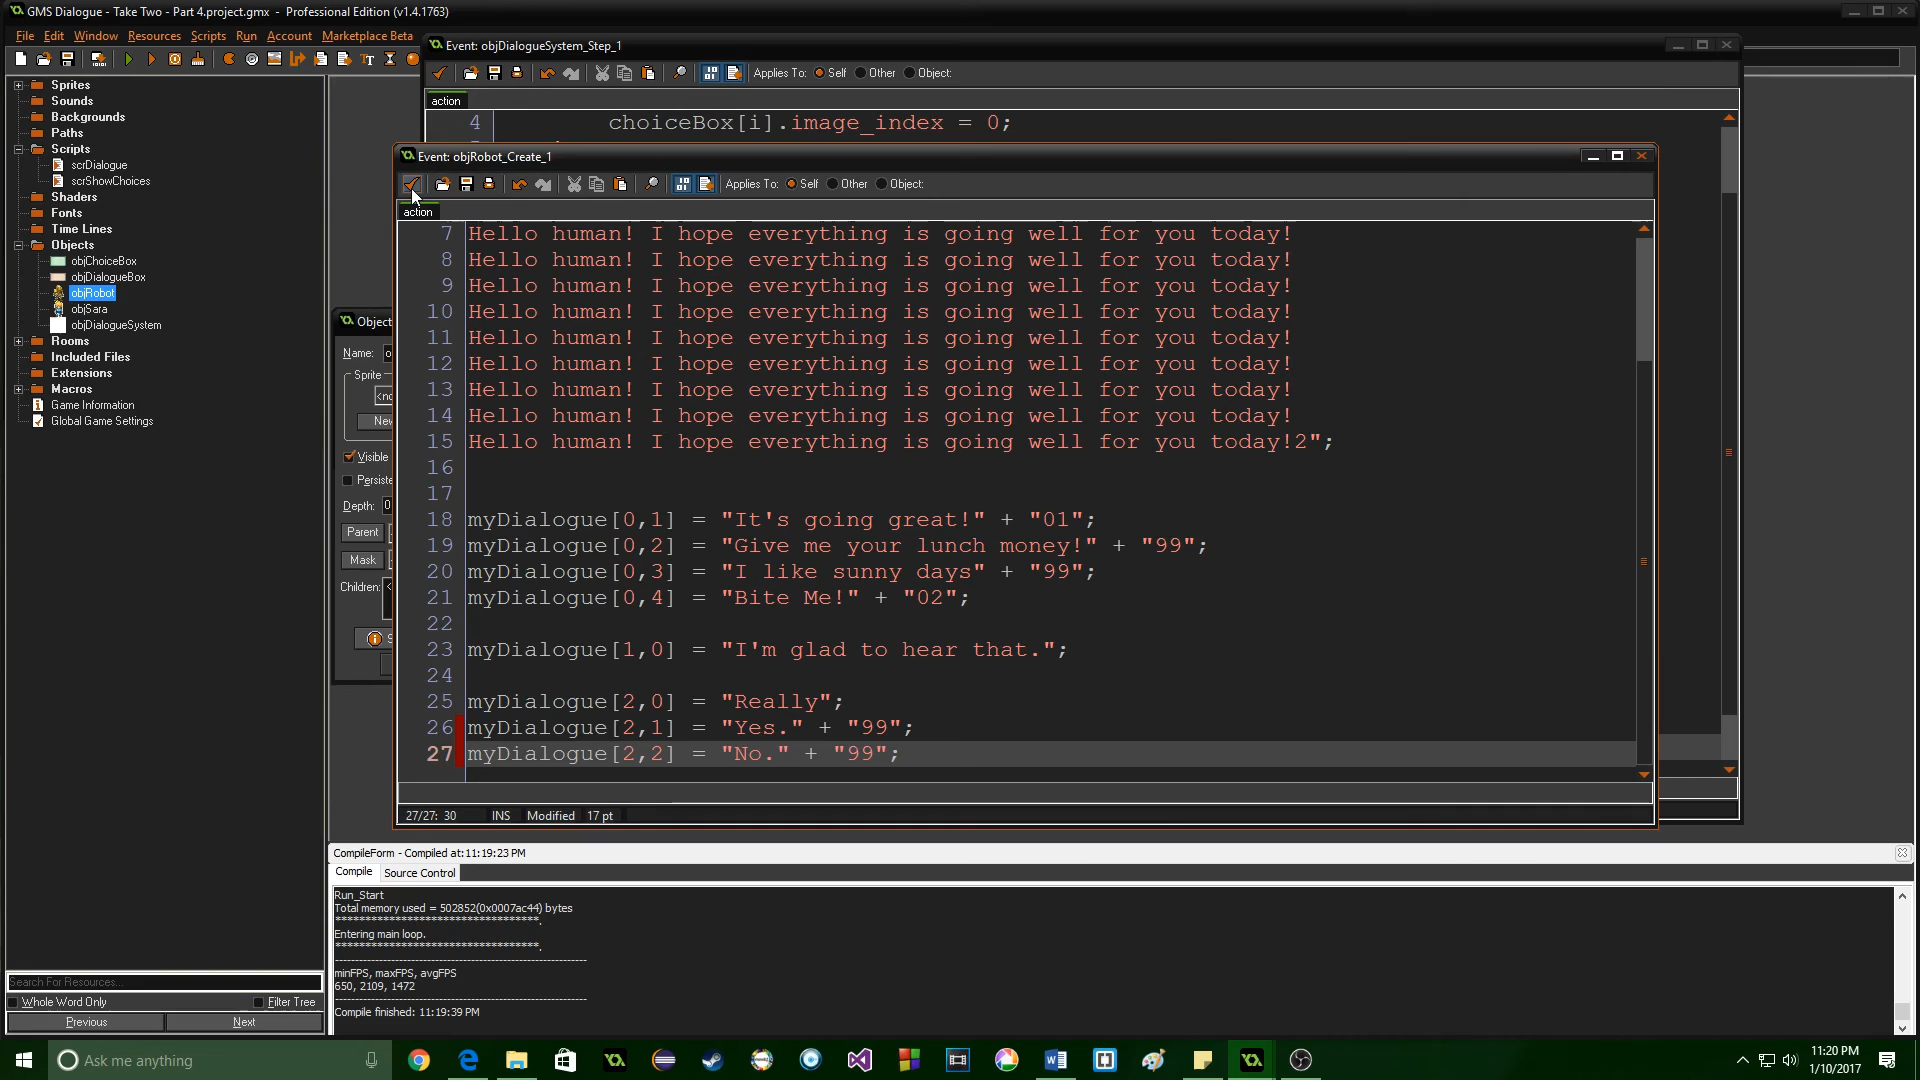 GMS Dialogue - Take Two - Part 4.project.gmx - Professional Edition (v1.4.1763)
File Edit Window Resources Scripts Run Account Marketplace Beta
Event: objDialogueSystem_Step_1
Applies To: Self Other Object:
action
4 choiceBox[i].image_index = 0;
Sprites
Sounds
Backgrounds
Paths
Scripts
scrDialogue
scrShowChoices
Shaders
Fonts
Time Lines
Objects
objChoiceBox
objDialogueBox
objRobot
objSara
objDialogueSystem
Rooms
Included Files
Extensions
Macros
Game Information
Global Game Settings
Search For Resources...
Whole Word Only Filter Tree
Previous Next
Object
Name:
Sprite
<no
New
Visible
Persiste
Depth: 0
Parent
Mask
Children: <
Event: objRobot_Create_1
Applies To: Self Other Object:
action
7 Hello human! I hope everything is going well for you today!
8 Hello human! I hope everything is going well for you today!
9 Hello human! I hope everything is going well for you today!
10 Hello human! I hope everything is going well for you today!
11 Hello human! I hope everything is going well for you today!
12 Hello human! I hope everything is going well for you today!
13 Hello human! I hope everything is going well for you today!
14 Hello human! I hope everything is going well for you today!
15 Hello human! I hope everything is going well for you today!2";
16
17
18 myDialogue[0,1] = "It's going great!" + "01";
19 myDialogue[0,2] = "Give me your lunch money!" + "99";
20 myDialogue[0,3] = "I like sunny days" + "99";
21 myDialogue[0,4] = "Bite Me!" + "02";
22
23 myDialogue[1,0] = "I'm glad to hear that.";
24
25 myDialogue[2,0] = "Really";
26 myDialogue[2,1] = "Yes." + "99";
27 myDialogue[2,2] = "No." + "99";
27/27: 30 INS Modified 17 pt
CompileForm - Compiled at:11:19:23 PM
Compile Source Control
Run_Start
Total memory used = 502852(0x0007ac44) bytes
**********************************.
Entering main loop.
**********************************.
minFPS, maxFPS, avgFPS
650, 2109, 1472
Compile finished: 11:19:39 PM
Ask me anything
11:20 PM
1/10/2017